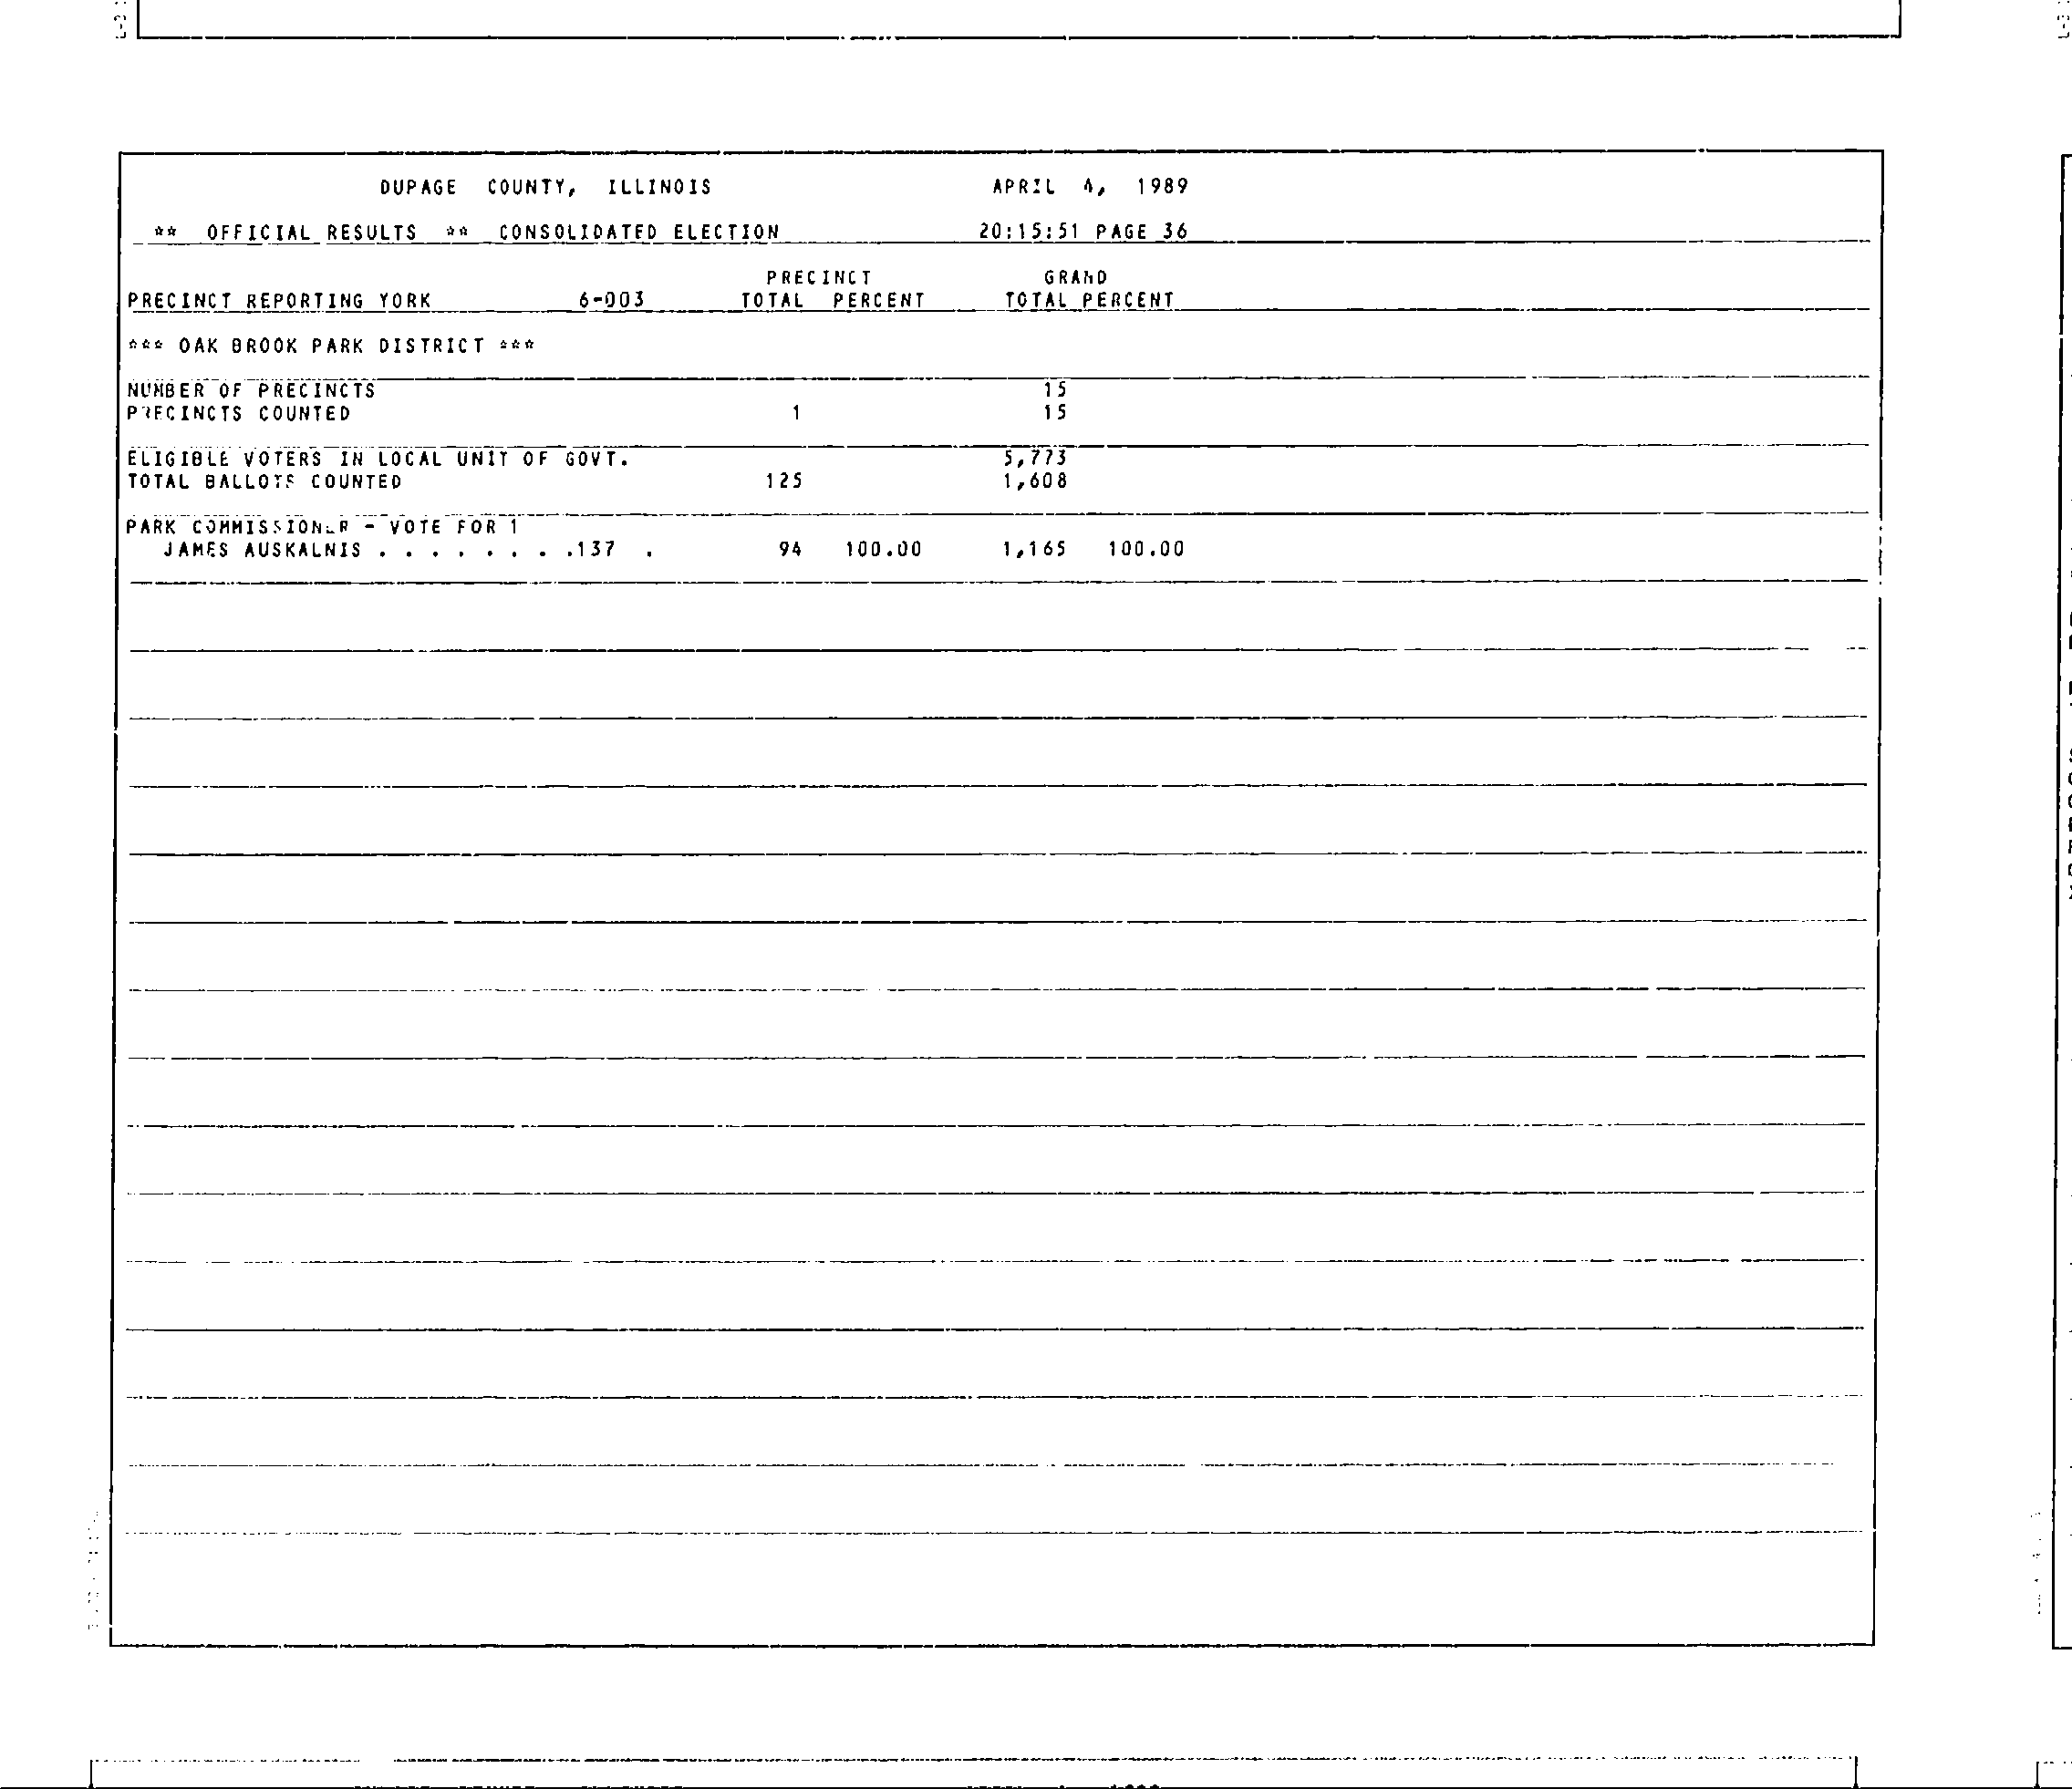 DUPAGE COUNTY, ILLINOIS APRIL 4, 1989
** OFFICIAL RESULTS ** CONSOLIDATED ELECTION 20:15:51 PAGE 36
PRECINCT GRAND
PRECINCT REPORTING YORK 6-003 TOTAL PERCENT TOTAL PERCENT
*** OAK BROOK PARK DISTRICT ***
NUMBER OF PRECINCTS 15
PRECINCTS COUNTED 1 15
ELIGIBLE VOTERS IN LOCAL UNIT OF GOVT. 5,773
TOTAL BALLOTS COUNTED 125 1,608
PARK COMMISSIONER - VOTE FOR 1
JAMES AUSKALNIS . . . . . . . . .137 . 94 100.00 1,165 100.00